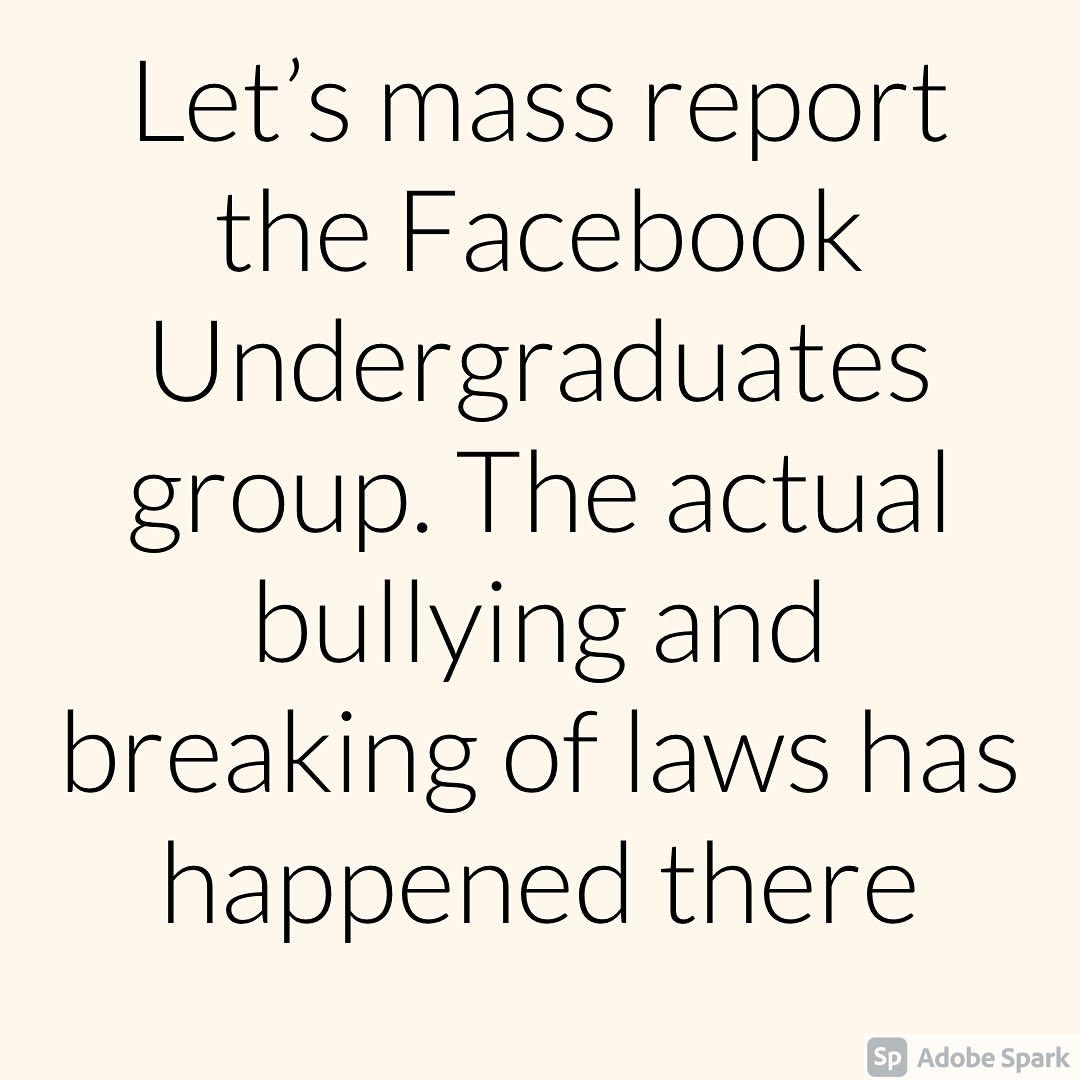 Let’s mass report
the Facebook
Undergraduates
group. The actual
bullying and
breaking of laws has
happened there
Sp Adobe Spark